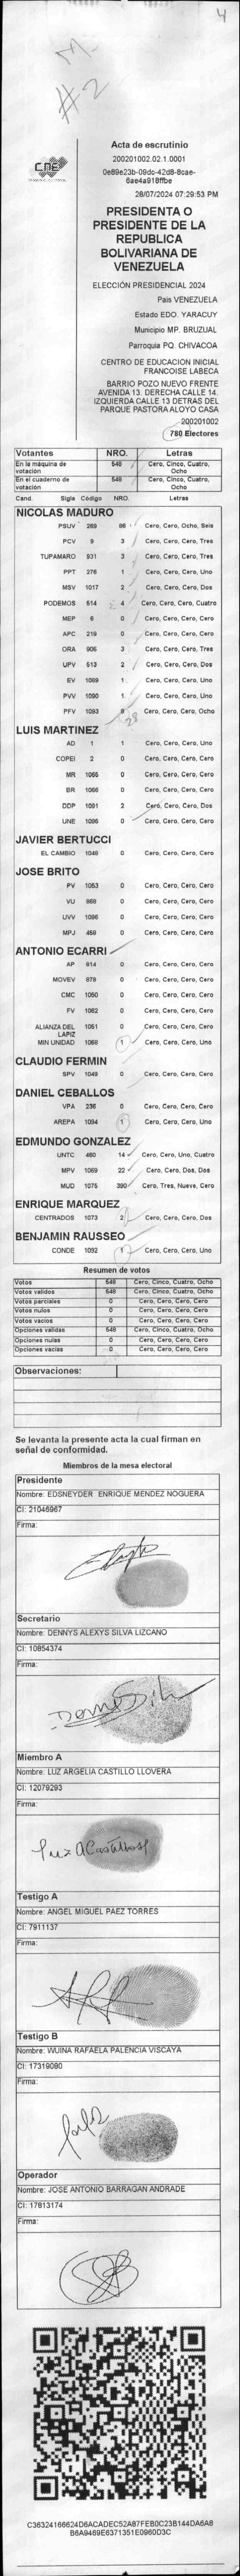 4
# 2 M.
CNE
Acta de escrutinio
200201002.02.1.0001
0e89e23b-09dc-42d8-8cae-
6ae4a918ffbe
28/07/2024 07:29:53 PM
PRESIDENTA O
PRESIDENTE DE LA
REPUBLICA
BOLIVARIANA DE
VENEZUELA
ELECCIÓN PRESIDENCIAL 2024
Pais VENEZUELA
Estado EDO. YARACUY
Municipio MP. BRUZUAL
Parroquia PQ. CHIVACOA
CENTRO DE EDUCACION INICIAL
FRANCOISE LABECA
BARRIO POZO NUEVO FRENTE
AVENIDA 13. DERECHA CALLE 14.
IZQUIERDA CALLE 13 DETRAS DEL
PARQUE PASTORA ALOYO CASA
200201002
780 Electores
Votantes NRO. Letras
En la máquina de votación 548 Cero, Cinco, Cuatro, Ocho
En el cuaderno de votación 548 Cero, Cinco, Cuatro, Ocho
Cand. Sigla Código NRO. Letras
NICOLAS MADURO
PSUV 269 86 Cero, Cero, Ocho, Seis
PCV 9 3 Cero, Cero, Cero, Tres
TUPAMARO 931 3 Cero, Cero, Cero, Tres
PPT 276 1 Cero, Cero, Cero, Uno
MSV 1017 2 Cero, Cero, Cero, Dos
PODEMOS 514 4 Cero, Cero, Cero, Cuatro
MEP 6 0 Cero, Cero, Cero, Cero
APC 219 0 Cero, Cero, Cero, Cero
ORA 906 3 Cero, Cero, Cero, Tres
UPV 513 2 Cero, Cero, Cero, Dos
EV 1089 1 Cero, Cero, Cero, Uno
PVV 1090 1 Cero, Cero, Cero, Uno
PFV 1093 8 Cero, Cero, Cero, Ocho
28
LUIS MARTINEZ
AD 1 1 Cero, Cero, Cero, Uno
COPEI 2 0 Cero, Cero, Cero, Cero
MR 1065 0 Cero, Cero, Cero, Cero
BR 1066 0 Cero, Cero, Cero, Cero
DDP 1091 2 Cero, Cero, Cero, Dos
UNE 1095 0 Cero, Cero, Cero, Cero
JAVIER BERTUCCI
EL CAMBIO 1048 0 Cero, Cero, Cero, Cero
JOSE BRITO
PV 1053 0 Cero, Cero, Cero, Cero
VU 868 0 Cero, Cero, Cero, Cero
UVV 1096 0 Cero, Cero, Cero, Cero
MPJ 459 0 Cero, Cero, Cero, Cero
ANTONIO ECARRI
AP 814 0 Cero, Cero, Cero, Cero
MOVEV 878 0 Cero, Cero, Cero, Cero
CMC 1050 0 Cero, Cero, Cero, Cero
FV 1062 0 Cero, Cero, Cero, Cero
ALIANZA DEL LAPIZ 1051 0 Cero, Cero, Cero, Cero
MIN UNIDAD 1068 1 Cero, Cero, Cero, Uno
CLAUDIO FERMIN
SPV 1049 0 Cero, Cero, Cero, Cero
DANIEL CEBALLOS
VPA 236 0 Cero, Cero, Cero, Cero
AREPA 1094 1 Cero, Cero, Cero, Uno
EDMUNDO GONZALEZ
UNTC 460 14 Cero, Cero, Uno, Cuatro
MPV 1069 22 Cero, Cero, Dos, Dos
MUD 1075 390 Cero, Tres, Nueve, Cero
ENRIQUE MARQUEZ
CENTRADOS 1073 2 Cero, Cero, Cero, Dos
BENJAMIN RAUSSEO
CONDE 1092 1 Cero, Cero, Cero, Uno
Resumen de votos
Votos 548 Cero, Cinco, Cuatro, Ocho
Votos validos 548 Cero, Cinco, Cuatro, Ocho
Votos parciales 0 Cero, Cero, Cero, Cero
Votos nulos 0 Cero, Cero, Cero, Cero
Votos vacios 0 Cero, Cero, Cero, Cero
Opciones validas 548 Cero, Cinco, Cuatro, Ocho
Opciones nulas 0 Cero, Cero, Cero, Cero
Opciones vacias 0 Cero, Cero, Cero, Cero
Observaciones:
Se levanta la presente acta la cual firman en
señal de conformidad.
Miembros de la mesa electoral
Presidente
Nombre: EDSNEYDER ENRIQUE MENDEZ NOGUERA
CI: 21046967
Firma:
Secretario
Nombre: DENNYS ALEXYS SILVA LIZCANO
CI: 10854374
Firma:
Miembro A
Nombre: LUZ ARGELIA CASTILLO LLOVERA
CI: 12079293
Firma:
Testigo A
Nombre: ANGEL MIGUEL PAEZ TORRES
CI: 7911137
Firma:
Testigo B
Nombre: WUINA RAFAELA PALENCIA VISCAYA
CI: 17319080
Firma:
Operador
Nombre: JOSE ANTONIO BARRAGAN ANDRADE
CI: 17813174
Firma:
C36324166624D6ACADEC52A87FEB0C23B144DA6A8
B6A9469E6371351E0960D3C